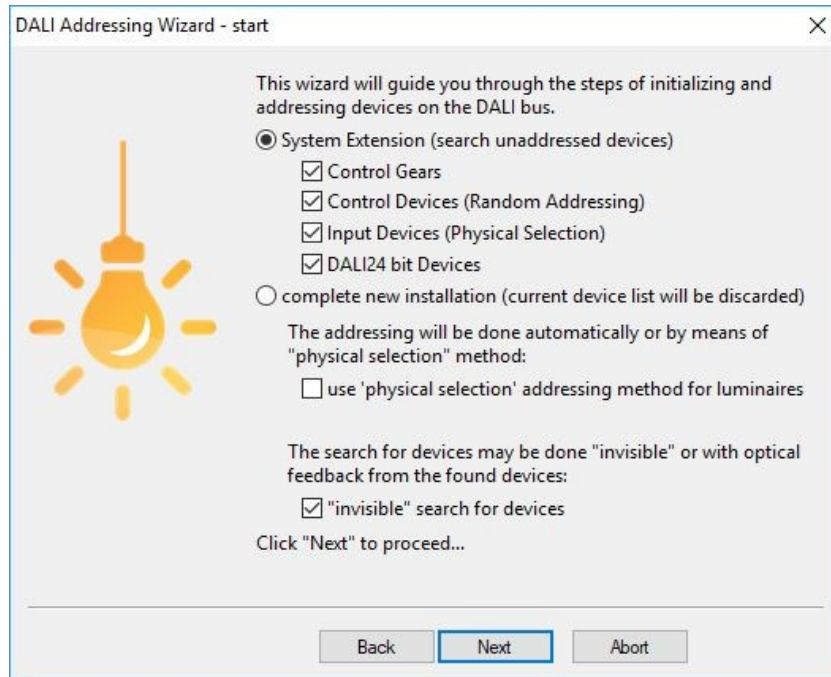 DALI Addressing Wizard - start
This wizard will guide you through the steps of initializing and
addressing devices on the DALI bus.
System Extension (search unaddressed devices)
Control Gears
Control Devices (Random Addressing)
Input Devices (Physical Selection)
DALI24 bit Devices
complete new installation (current device list will be discarded)
The addressing will be done automatically or by means of
"physical selection" method:
use 'physical selection' addressing method for luminaires
The search for devices may be done "invisible" or with optical
feedback from the found devices:
"invisible" search for devices
Click "Next" to proceed...
Back Next Abort